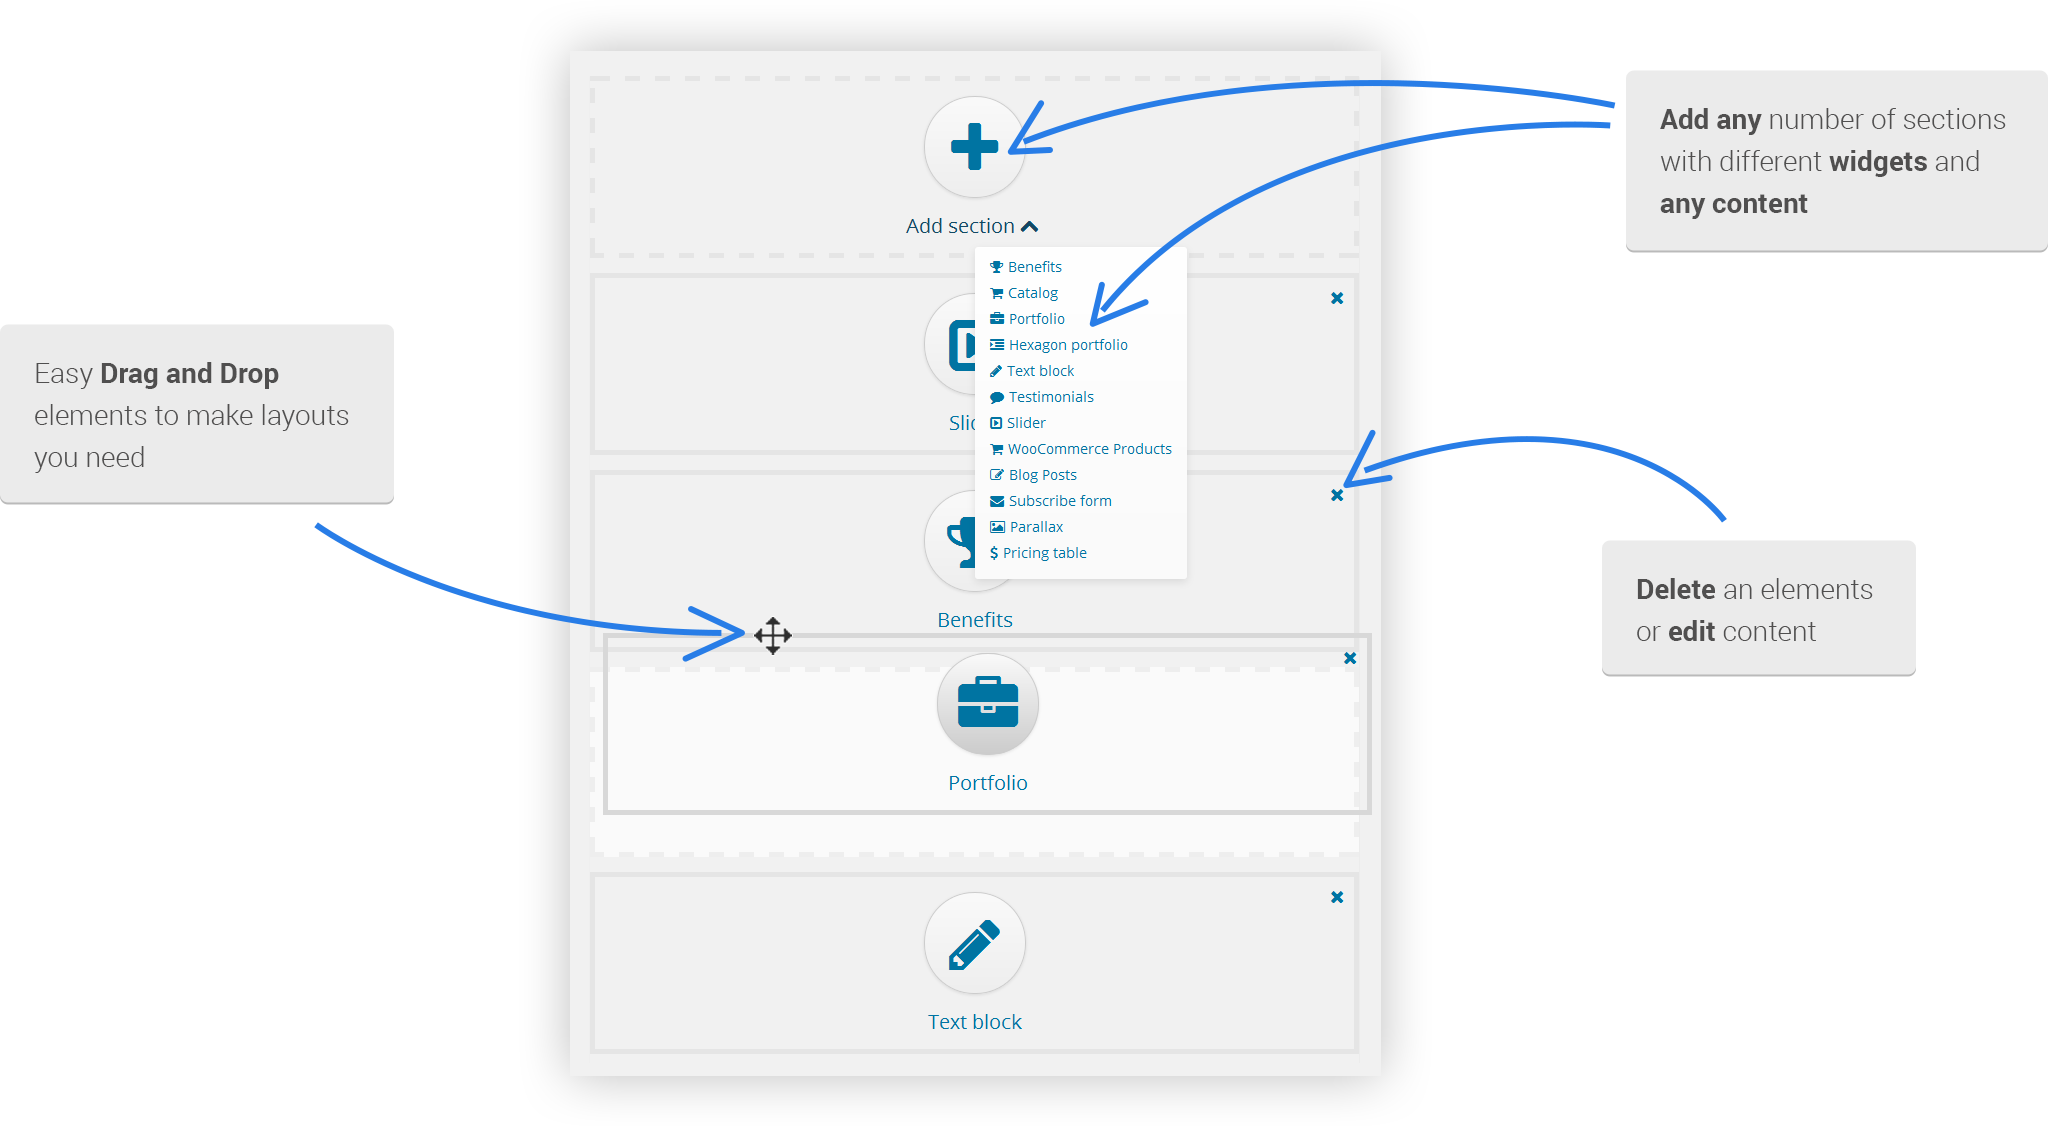 Add any number of sections
with different widgets and
any content
Add section
Benefits
Catalog
Portfolio
Hexagon portfolio
Text block
Testimonials
Slider
WooCommerce Products
Blog Posts
Subscribe form
Parallax
Pricing table
Easy Drag and Drop
elements to make layouts
you need
Delete an elements
or edit content
Benefits
Portfolio
Text block